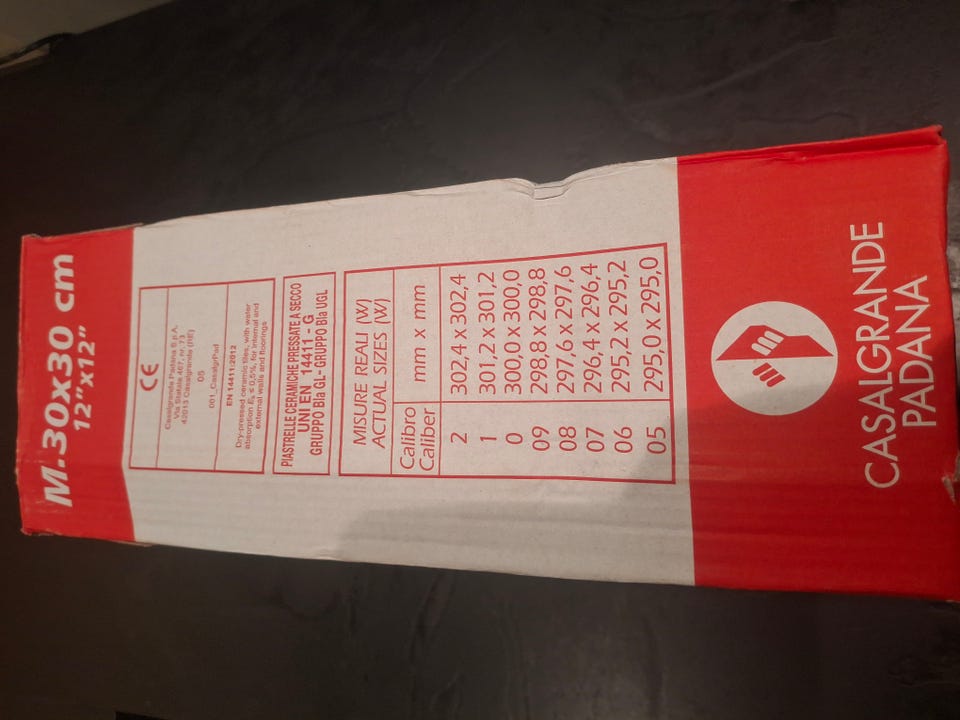 M.30x30 cm
12"x12"
CE
Casalgrande Padana S.p.A.
Via Statale 467, nr. 73
42013 Casalgrande (RE)
05
001_CasalgrPad
EN 14411:2012
Dry-pressed ceramic tiles, with water
absorption Eb ≤ 0,5%, for internal and
external walls and floorings
PIASTRELLE CERAMICHE PRESSATE A SECCO
UNI EN 14411 G
GRUPPO BIa GL - GRUPPO BIa UGL
MISURE REALI (W)
ACTUAL SIZES (W)
Calibro
Caliber
mm x mm
2 302,4 x 302,4
1 301,2 x 301,2
0 300,0 x 300,0
09 298,8 x 298,8
08 297,6 x 297,6
07 296,4 x 296,4
06 295,2 x 295,2
05 295,0 x 295,0
CASALGRANDE
PADANA